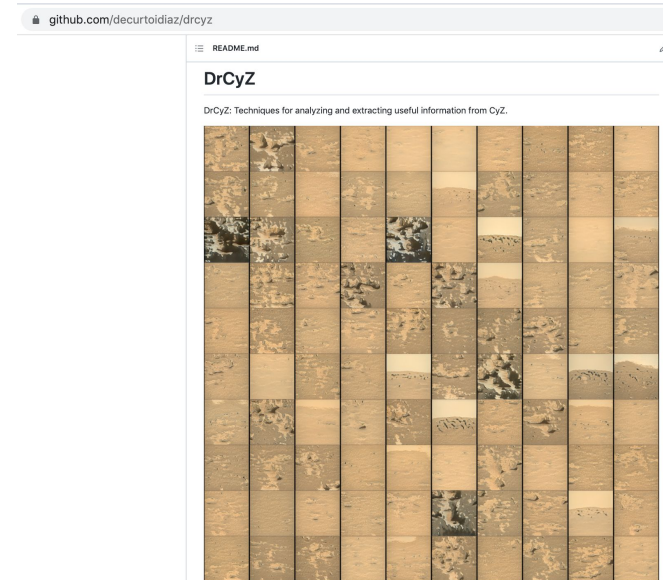 github.com/decurtoidiaz/drcyz
README.md
DrCyZ
DrCyZ: Techniques for analyzing and extracting useful information from CyZ.